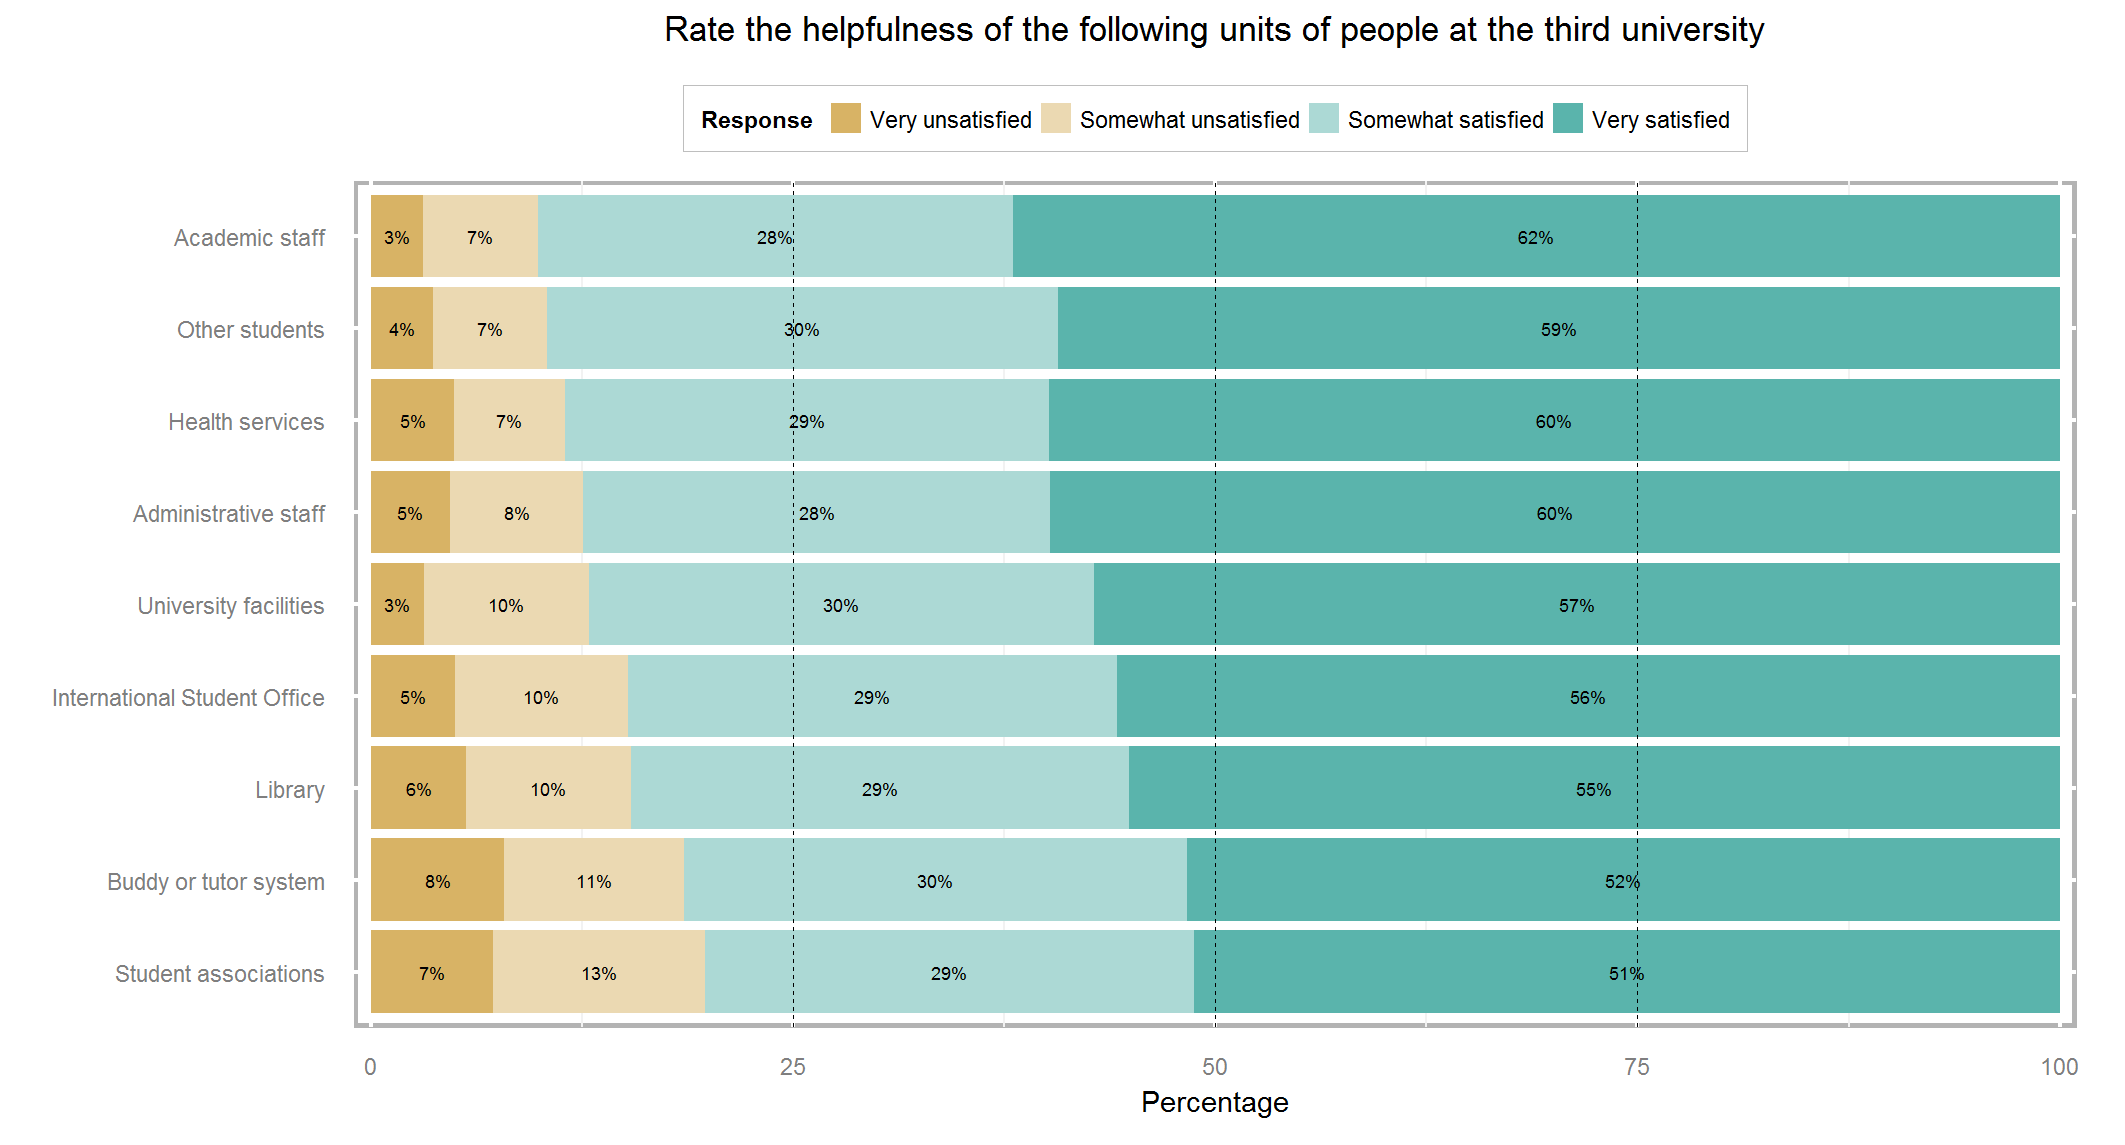 Rate the helpfulness of the following units of people at the third university
Response Very unsatisfied Somewhat unsatisfied Somewhat satisfied Very satisfied
Academic staff 3% 7% 28% 62%
Other students 4% 7% 30% 59%
Health services 5% 7% 29% 60%
Administrative staff 5% 8% 28% 60%
University facilities 3% 10% 30% 57%
International Student Office 5% 10% 29% 56%
Library 6% 10% 29% 55%
Buddy or tutor system 8% 11% 30% 52%
Student associations 7% 13% 29% 51%
0 25 50 75 100
Percentage